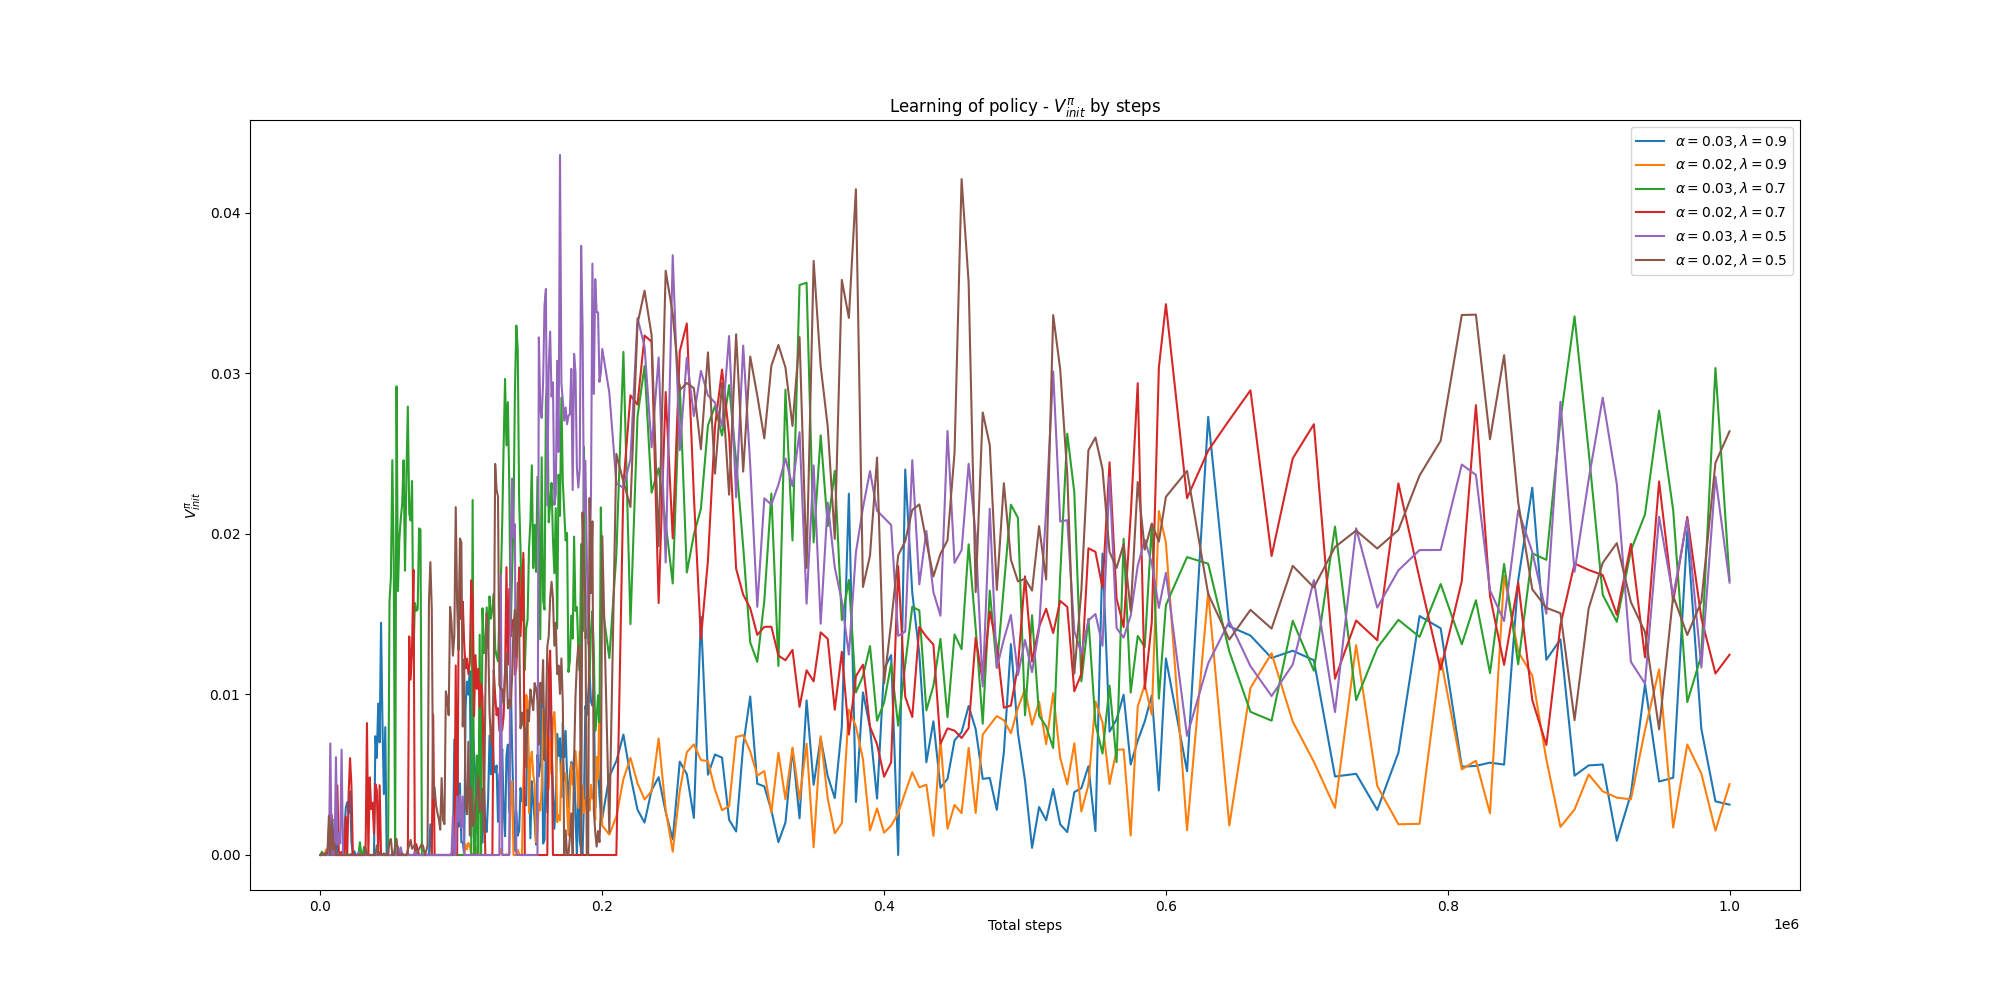 Learning of policy - $V_{init}^{\pi}$ by steps
α = 0.03, λ = 0.9
α = 0.02, λ = 0.9
α = 0.03, λ = 0.7
α = 0.02, λ = 0.7
α = 0.03, λ = 0.5
α = 0.02, λ = 0.5
0.04
0.03
0.02
0.01
0.00
$V_{init}^{\pi}$
0.0 0.2 0.4 0.6 0.8 1.0
Total steps
1e6